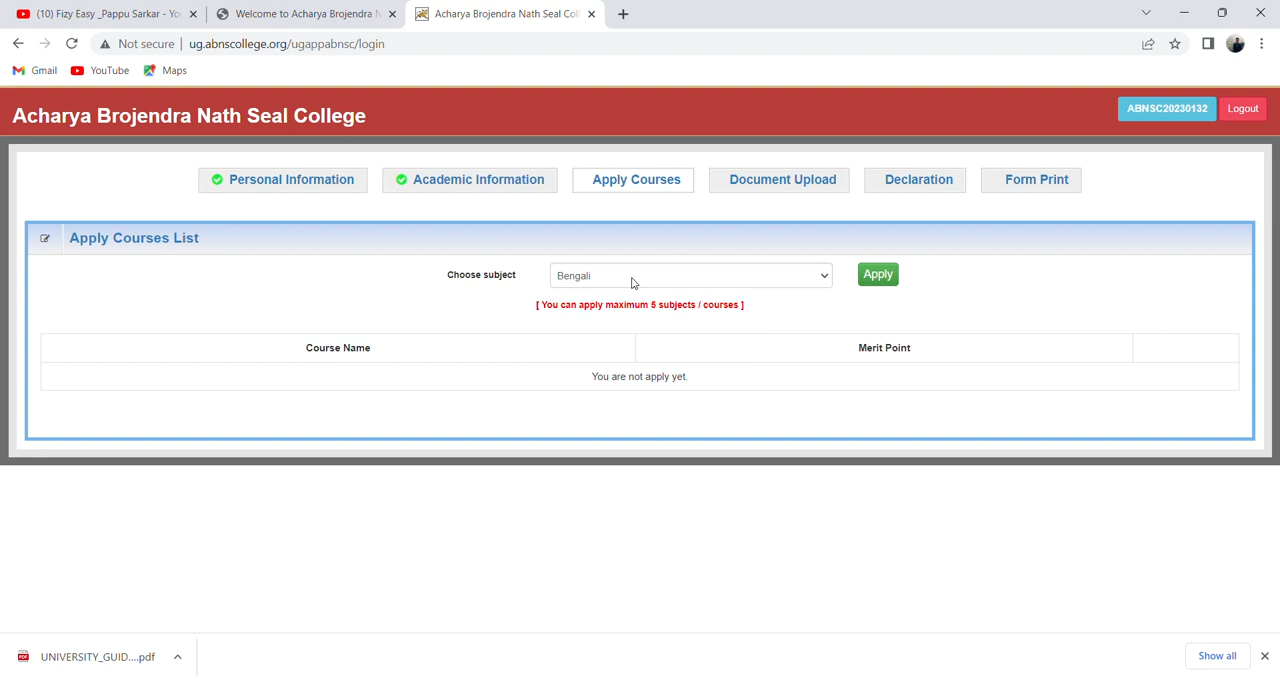 (10) Fizy Easy _Pappu Sarkar - Yo
Welcome to Acharya Brojendra N
Acharya Brojendra Nath Seal Coll
Not secure | ug.abnscollege.org/ugappabnsc/login
Gmail YouTube Maps
Acharya Brojendra Nath Seal College
ABNSC20230132 Logout
Personal Information Academic Information Apply Courses Document Upload Declaration Form Print
Apply Courses List
Choose subject Bengali Apply
[ You can apply maximum 5 subjects / courses ]
Course Name Merit Point
You are not apply yet.
UNIVERSITY_GUID....pdf Show all